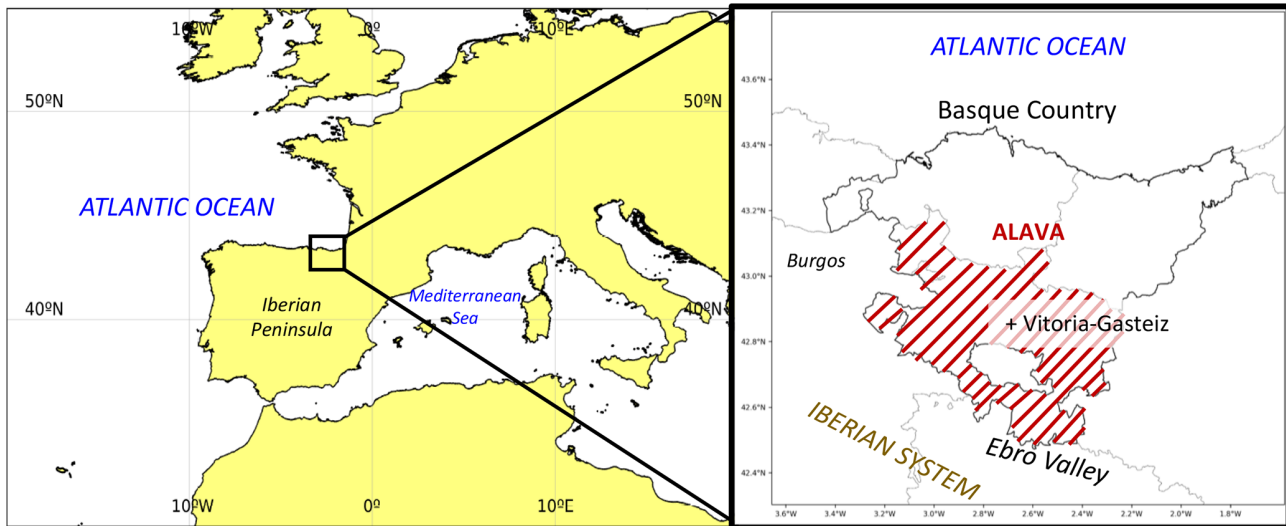 10ºW
0º
10ºE
50ºN
50ºN
ATLANTIC OCEAN
Iberian
Peninsula
Mediterranean
Sea
40ºN
40ºN
10ºW
0º
10ºE
ATLANTIC OCEAN
43.6°N
Basque Country
43.4°N
43.2°N
ALAVA
Burgos
43.0°N
+ Vitoria-Gasteiz
42.8°N
42.6°N
IBERIAN SYSTEM
Ebro Valley
42.4°N
3.6°W
3.4°W
3.2°W
3.0°W
2.8°W
2.6°W
2.4°W
2.2°W
2.0°W
1.8°W